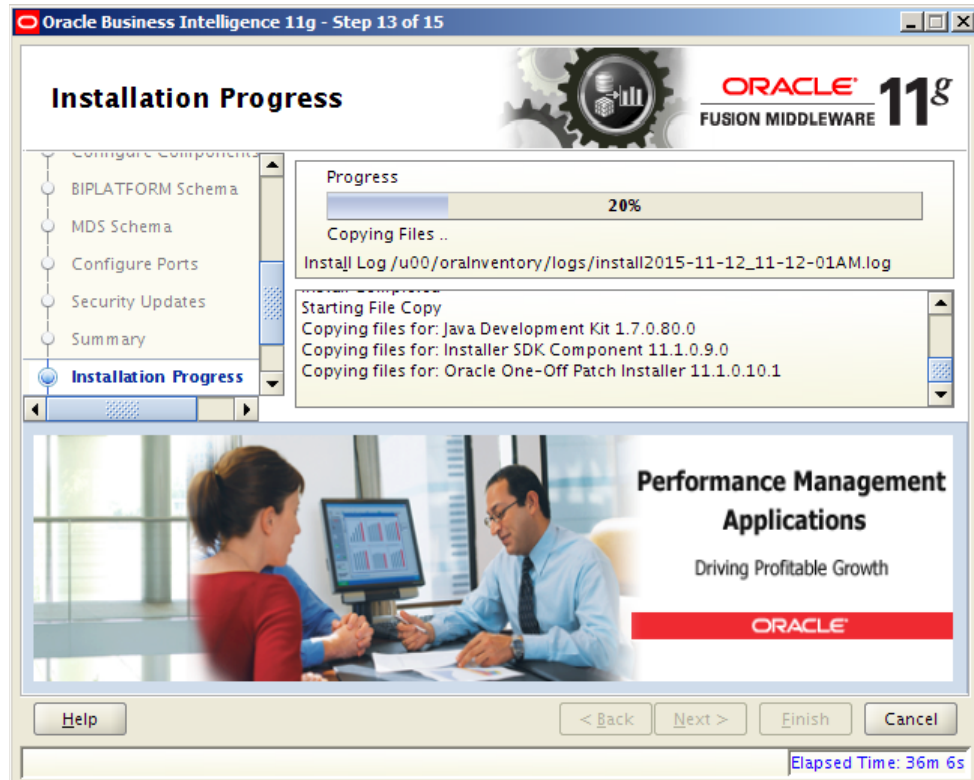 Oracle Business Intelligence 11g - Step 13 of 15
Installation Progress
ORACLE
FUSION MIDDLEWARE 11g
Configure Components
BIPLATFORM Schema
MDS Schema
Configure Ports
Security Updates
Summary
Installation Progress
Progress
20%
Copying Files ..
Install Log /u00/oraInventory/logs/install2015-11-12_11-12-01AM.log
Install Completed
Starting File Copy
Copying files for: Java Development Kit 1.7.0.80.0
Copying files for: Installer SDK Component 11.1.0.9.0
Copying files for: Oracle One-Off Patch Installer 11.1.0.10.1
Performance Management
Applications
Driving Profitable Growth
ORACLE
Help
< Back
Next >
Finish
Cancel
Elapsed Time: 36m 6s